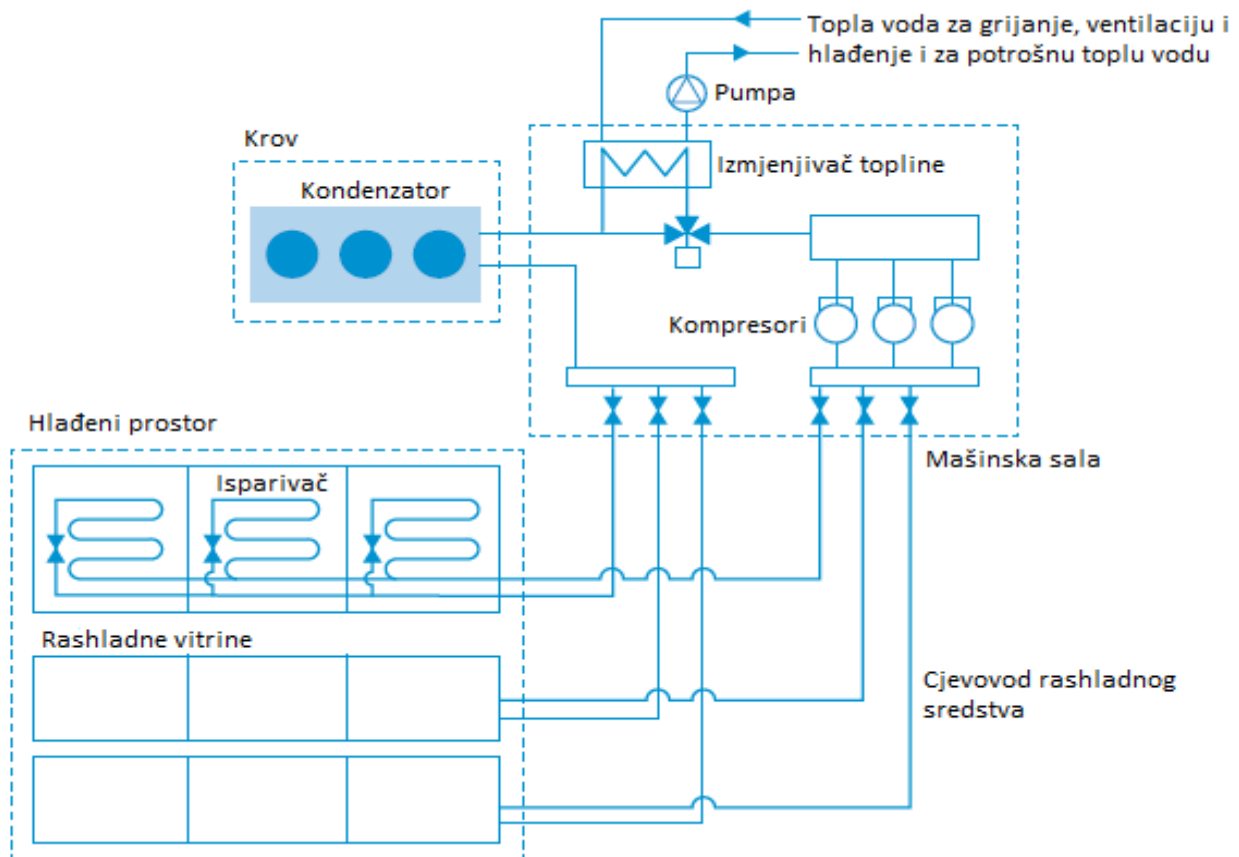 Topla voda za grijanje, ventilaciju i
hlađenje i za potrošnu toplu vodu
Pumpa
Krov
Izmjenjivač topline
Kondenzator
Kompresori
Hlađeni prostor
Mašinska sala
Isparivač
Rashladne vitrine
Cjevovod rashladnog
sredstva